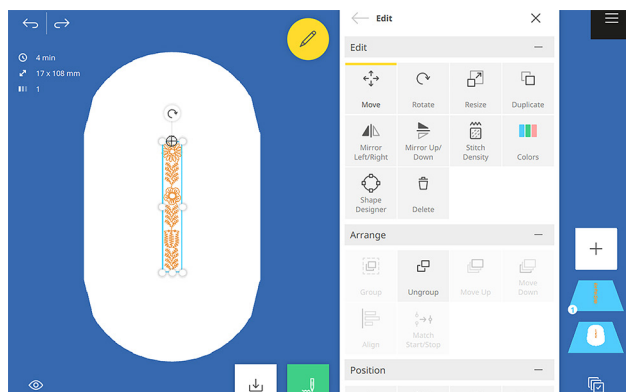 Edit
Edit
4 min
17 x 108 mm
1
Move
Rotate
Resize
Duplicate
Mirror
Left/Right
Mirror Up/
Down
Stitch
Density
Colors
Shape
Designer
Delete
Arrange
Group
Ungroup
Move Up
Move
Down
Align
Match
Start/Stop
Position
1